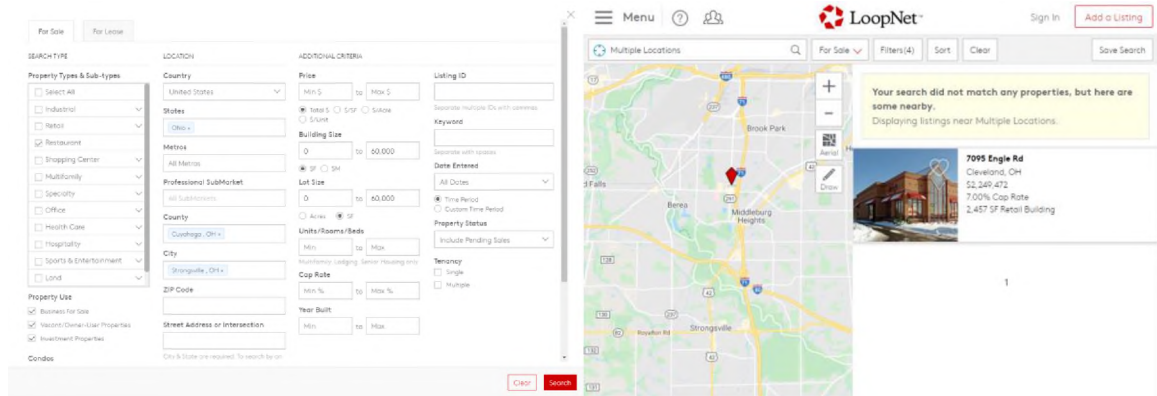 For Sale
For Lease
SEARCH TYPE
Property Types & Sub-types
Select All
Industrial
Retail
Restaurant
Shopping Center
Multifamily
Specialty
Office
Health Care
Hospitality
Sports & Entertainment
Land
Property Use
Business For Sale
Vacant/Owner-User Properties
Investment Properties
Condos
LOCATION
Country
United States
States
Ohio ×
Metros
All Metros
Professional SubMarket
All SubMarkets
County
Cuyahoga , OH ×
City
Strongsville , OH ×
ZIP Code
Street Address or Intersection
City & State are required. To search by an
ADDITIONAL CRITERIA
Price
Min $ to Max $
Total $ $/SF $/Acre
$/Unit
Building Size
0 to 60,000
SF SM
Lot Size
0 to 60,000
Acres SF
Units/Rooms/Beds
Min to Max
Multifamily, Lodging, Senior Housing only
Cap Rate
Min % to Max %
Year Built
Min to Max
Listing ID
Separate multiple IDs with commas
Keyword
Separate with spaces
Date Entered
All Dates
Time Period
Custom Time Period
Property Status
Include Pending Sales
Tenancy
Single
Multiple
Clear
Search
Menu
LoopNet
Sign In
Add a Listing
Multiple Locations
For Sale
Filters(4)
Sort
Clear
Save Search
Brook Park
d Falls
Berea
Middleburg
Heights
Strongsville
Royalton Rd
Aerial
Draw
Your search did not match any properties, but here are
some nearby.
Displaying listings near Multiple Locations.
7095 Engle Rd
Cleveland, OH
$2,249,472
7.00% Cap Rate
2,457 SF Retail Building
1